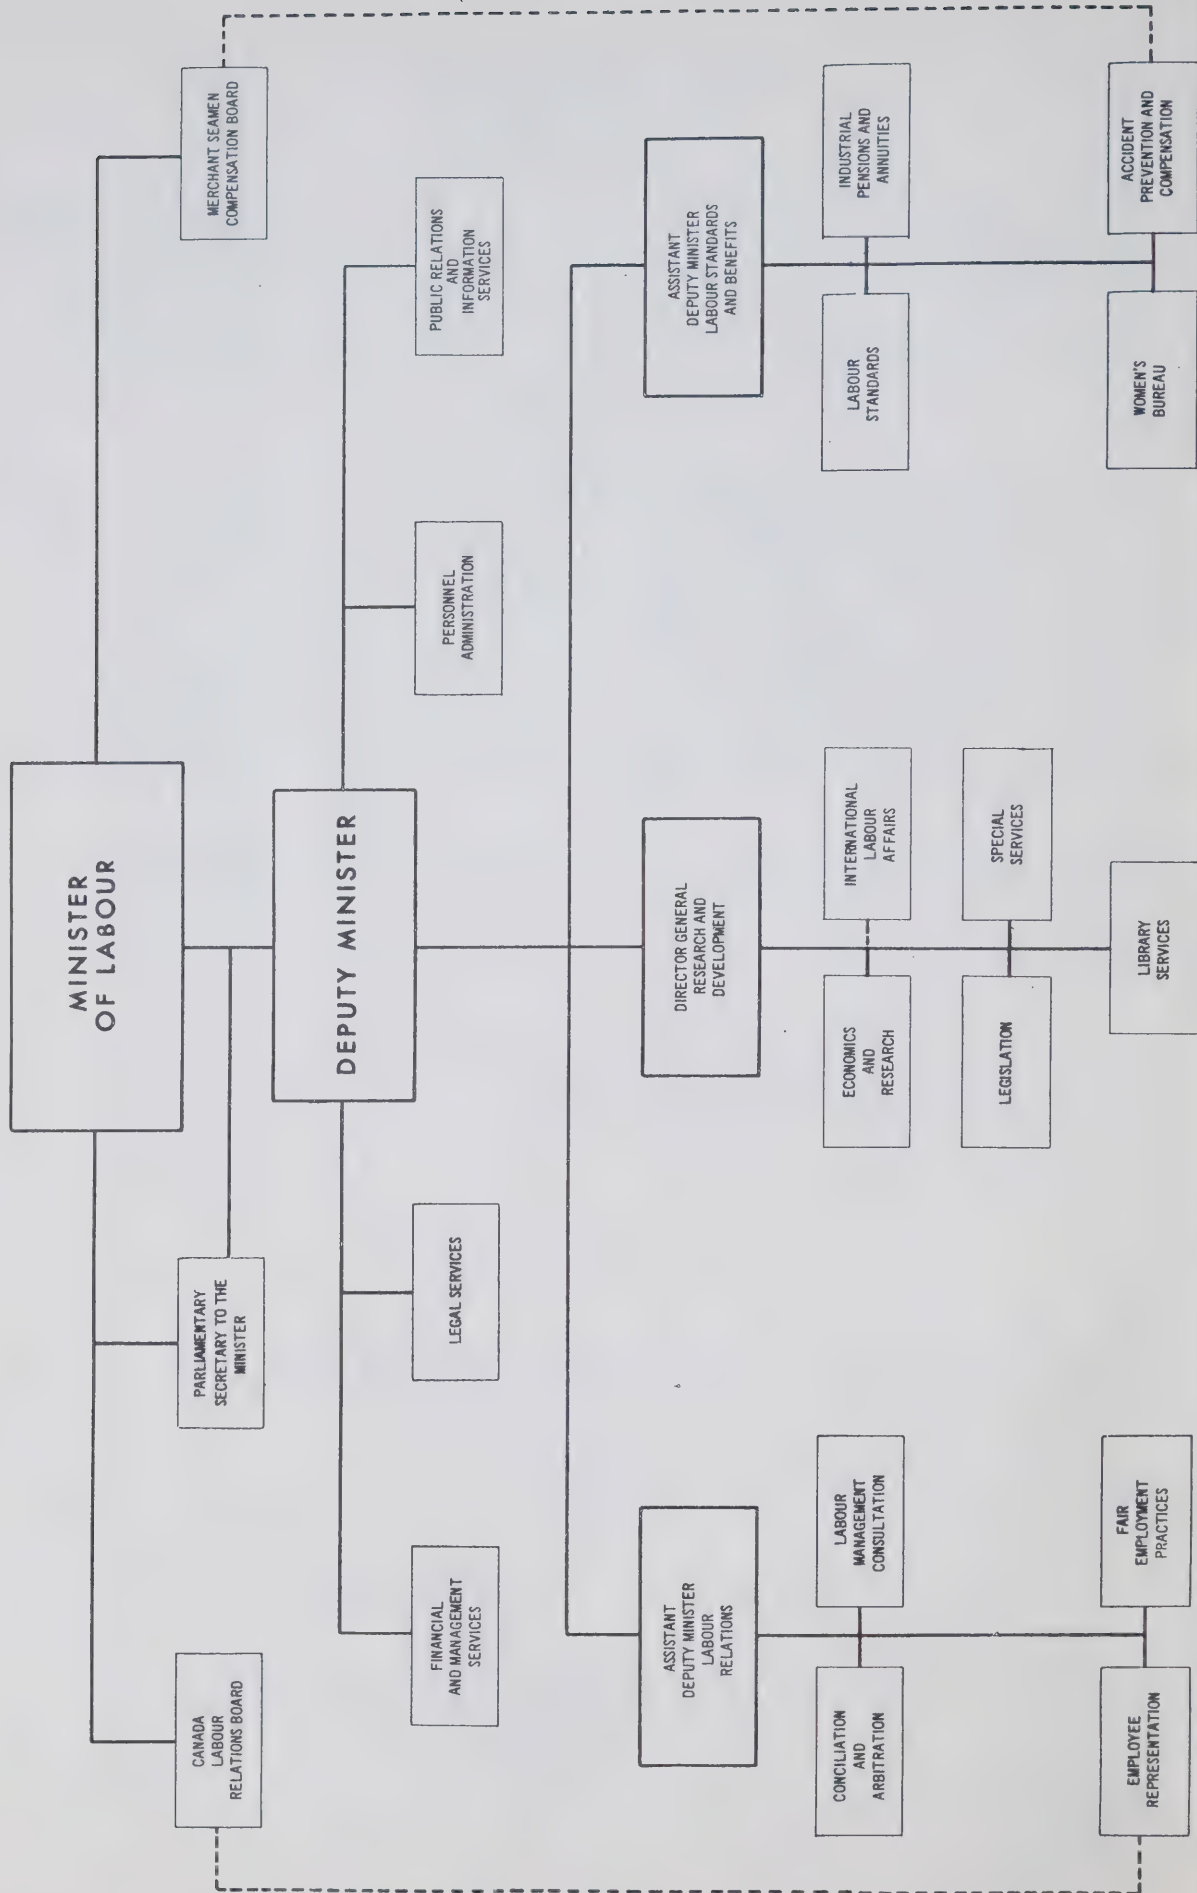 MINISTER
OF LABOUR
CANADA
LABOUR
RELATIONS BOARD
PARLIAMENTARY
SECRETARY TO THE
MINISTER
MERCHANT SEAMEN
COMPENSATION BOARD
DEPUTY MINISTER
FINANCIAL
AND MANAGEMENT
SERVICES
LEGAL SERVICES
PERSONNEL
ADMINISTRATION
PUBLIC RELATIONS
AND
INFORMATION
SERVICES
ASSISTANT
DEPUTY MINISTER
LABOUR
RELATIONS
DIRECTOR GENERAL
RESEARCH AND
DEVELOPMENT
ASSISTANT
DEPUTY MINISTER
LABOUR STANDARDS
AND BENEFITS
CONCILIATION
AND
ARBITRATION
LABOUR
MANAGEMENT
CONSULTATION
ECONOMICS
AND
RESEARCH
INTERNATIONAL
LABOUR
AFFAIRS
LABOUR
STANDARDS
INDUSTRIAL
PENSIONS AND
ANNUITIES
LEGISLATION
SPECIAL
SERVICES
EMPLOYEE
REPRESENTATION
FAIR
EMPLOYMENT
PRACTICES
LIBRARY
SERVICES
WOMEN'S
BUREAU
ACCIDENT
PREVENTION AND
COMPENSATION